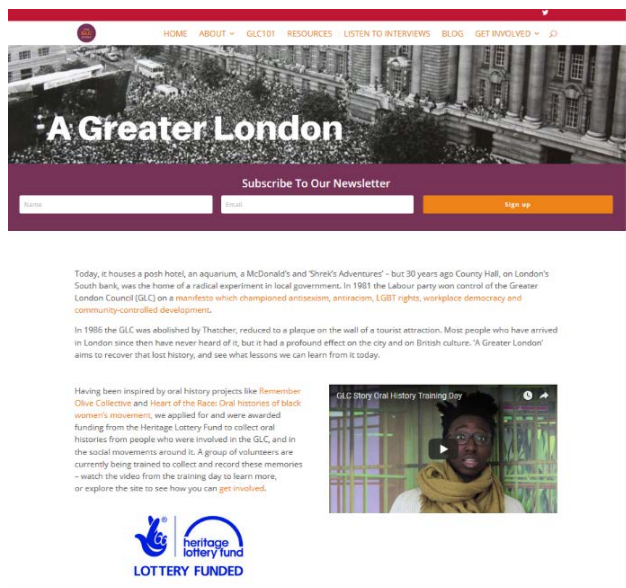 HOME ABOUT GLC101 RESOURCES LISTEN TO INTERVIEWS BLOG GET INVOLVED
A Greater London
Subscribe To Our Newsletter
Name Email Sign up
Today, it houses a posh hotel, an aquarium, a McDonald's and 'Shrek's Adventures' – but 30 years ago County Hall, on London's
South bank, was the home of a radical experiment in local government. In 1981 the Labour party won control of the Greater
London Council (GLC) on a manifesto which championed antisexism, antiracism, LGBT rights, workplace democracy and
community-controlled development.
In 1986 the GLC was abolished by Thatcher, reduced to a plaque on the wall of a tourist attraction. Most people who have arrived
in London since then have never heard of it, but it had a profound effect on the city and on British culture. 'A Greater London'
aims to recover that lost history, and see what lessons we can learn from it today.
Having been inspired by oral history projects like Remember
Olive Collective and Heart of the Race: Oral histories of black
women's movement, we applied for and were awarded
funding from the Heritage Lottery Fund to collect oral
histories from people who were involved in the GLC, and in
the social movements around it. A group of volunteers are
currently being trained to collect and record these memories
– watch the video from the training day to learn more,
or explore the site to see how you can get involved.
GLC Story Oral History Training Day
heritage
lottery fund
LOTTERY FUNDED